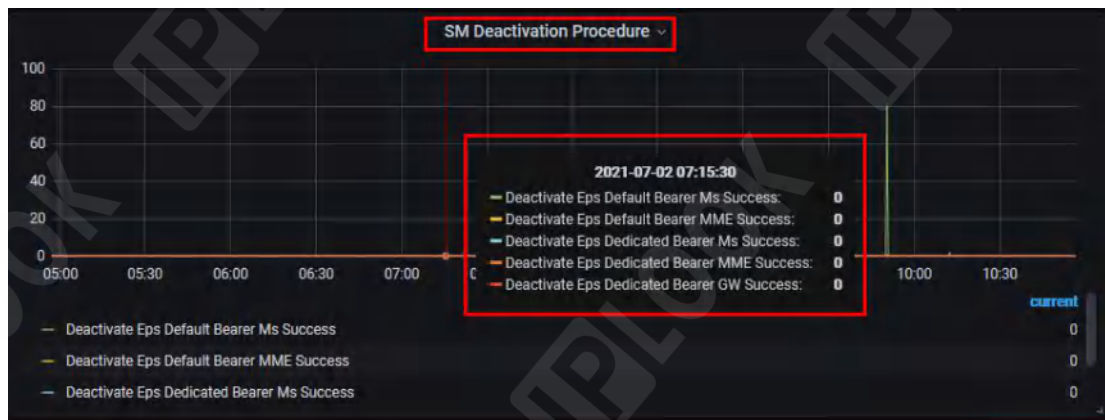 SM Deactivation Procedure
100
80
60
40
20
0
05:00 05:30 06:00 06:30 07:00 10:00 10:30
2021-07-02 07:15:30
Deactivate Eps Default Bearer Ms Success: 0
Deactivate Eps Default Bearer MME Success: 0
Deactivate Eps Dedicated Bearer Ms Success: 0
Deactivate Eps Dedicated Bearer MME Success: 0
Deactivate Eps Dedicated Bearer GW Success: 0
current
Deactivate Eps Default Bearer Ms Success 0
Deactivate Eps Default Bearer MME Success 0
Deactivate Eps Dedicated Bearer Ms Success 0
IPLOOK